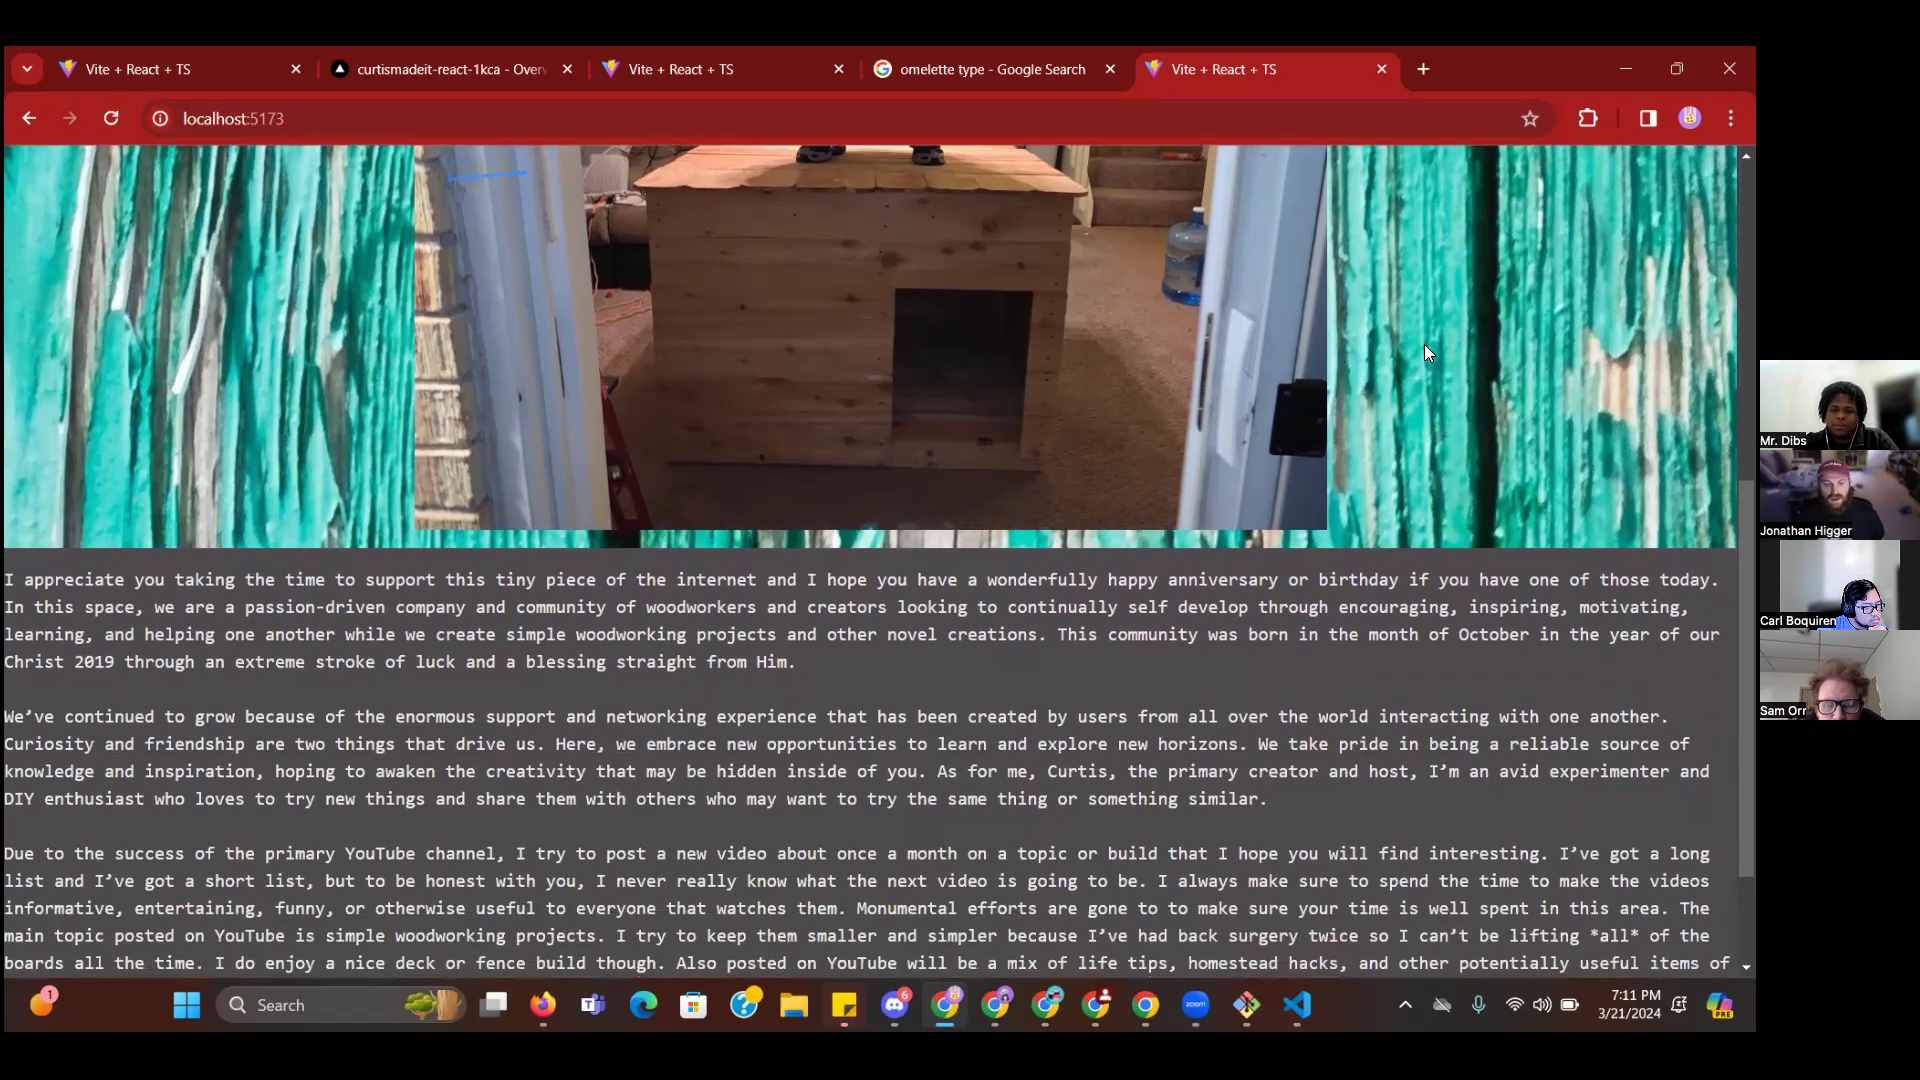 Vite + React + TS
curtismadeit-react-1kca - Over
Vite + React + TS
omelette type - Google Search
Vite + React + TS
localhost:5173
I appreciate you taking the time to support this tiny piece of the internet and I hope you have a wonderfully happy anniversary or birthday if you have one of those today.
In this space, we are a passion-driven company and community of woodworkers and creators looking to continually self develop through encouraging, inspiring, motivating,
learning, and helping one another while we create simple woodworking projects and other novel creations. This community was born in the month of October in the year of our
Christ 2019 through an extreme stroke of luck and a blessing straight from Him.
We’ve continued to grow because of the enormous support and networking experience that has been created by users from all over the world interacting with one another.
Curiosity and friendship are two things that drive us. Here, we embrace new opportunities to learn and explore new horizons. We take pride in being a reliable source of
knowledge and inspiration, hoping to awaken the creativity that may be hidden inside of you. As for me, Curtis, the primary creator and host, I’m an avid experimenter and
DIY enthusiast who loves to try new things and share them with others who may want to try the same thing or something similar.
Due to the success of the primary YouTube channel, I try to post a new video about once a month on a topic or build that I hope you will find interesting. I’ve got a long
list and I’ve got a short list, but to be honest with you, I never really know what the next video is going to be. I always make sure to spend the time to make the videos
informative, entertaining, funny, or otherwise useful to everyone that watches them. Monumental efforts are gone to to make sure your time is well spent in this area. The
main topic posted on YouTube is simple woodworking projects. I try to keep them smaller and simpler because I’ve had back surgery twice so I can’t be lifting *all* of the
boards all the time. I do enjoy a nice deck or fence build though. Also posted on YouTube will be a mix of life tips, homestead hacks, and other potentially useful items of
Mr. Dibs
Jonathan Higger
Carl Boquiren
Sam Orr
1
Search
6
zoom
7:11 PM
3/21/2024
PRE